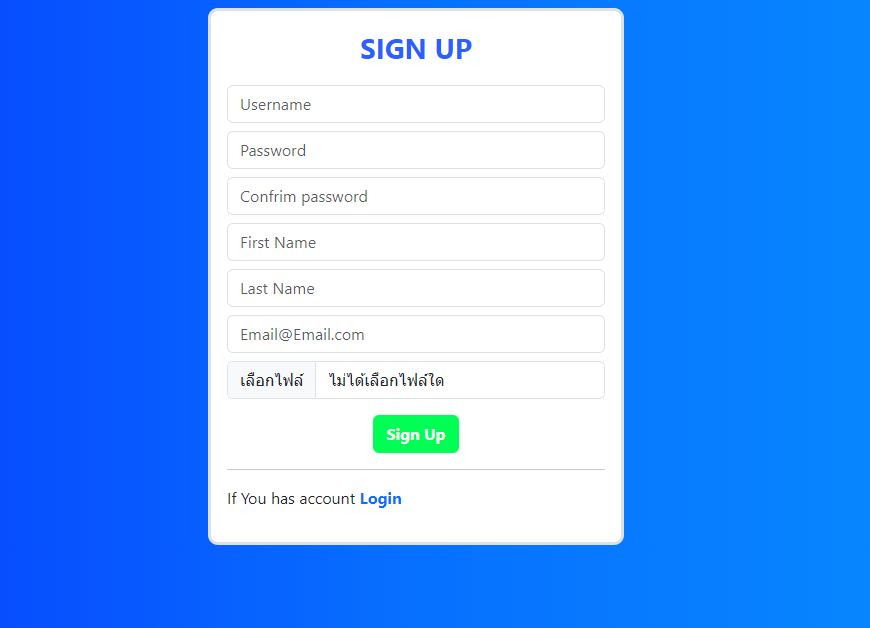 SIGN UP
Username
Password
Confrim password
First Name
Last Name
Email@Email.com
เลือกไฟล์ ไม่ได้เลือกไฟล์ใด
Sign Up
If You has account Login